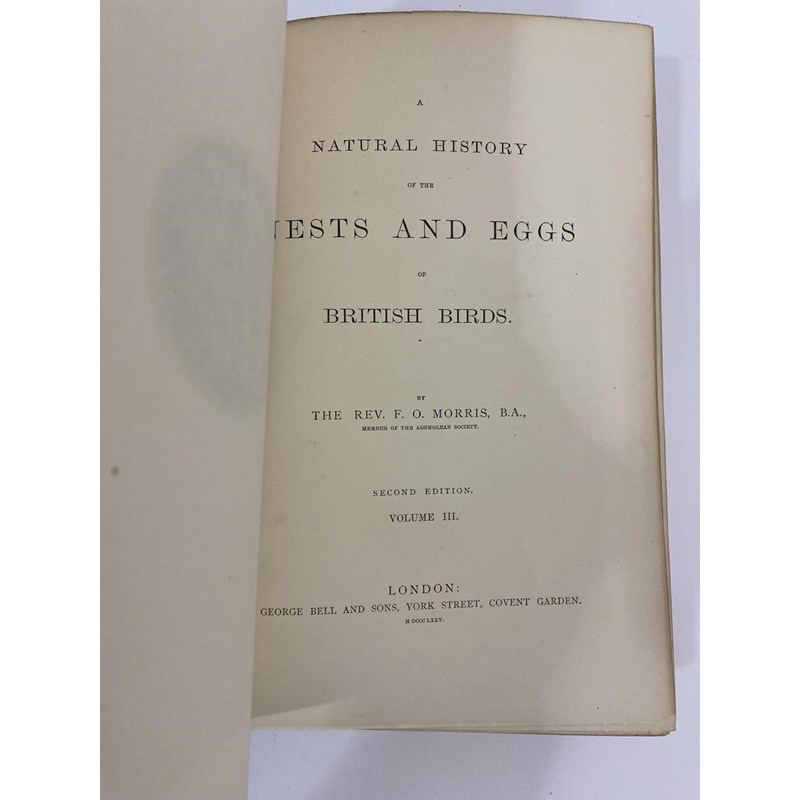 A
NATURAL HISTORY
OF THE
NESTS AND EGGS
OF
BRITISH BIRDS.
BY
THE REV. F. O. MORRIS, B.A.,
MEMBER OF THE ASHMOLEAN SOCIETY.
SECOND EDITION.
VOLUME III.
LONDON:
GEORGE BELL AND SONS, YORK STREET, COVENT GARDEN.
M DCCC LXXV.